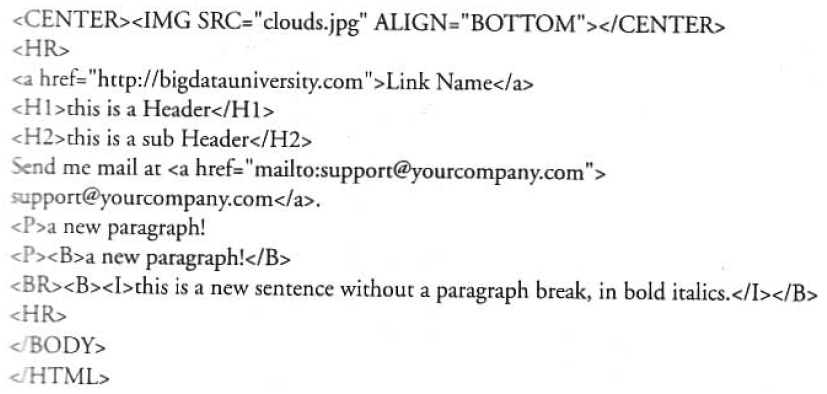 <CENTER><IMG SRC="clouds.jpg" ALIGN="BOTTOM"></CENTER>
<HR>
<a href="http://bigdatauniversity.com">Link Name</a>
<H1>this is a Header</H1>
<H2>this is a sub Header</H2>
Send me mail at <a href="mailto:support@yourcompany.com">
support@yourcompany.com</a>.
<P>a new paragraph!
<P><B>a new paragraph!</B>
<BR><B><I>this is a new sentence without a paragraph break, in bold italics.</I></B>
<HR>
</BODY>
</HTML>